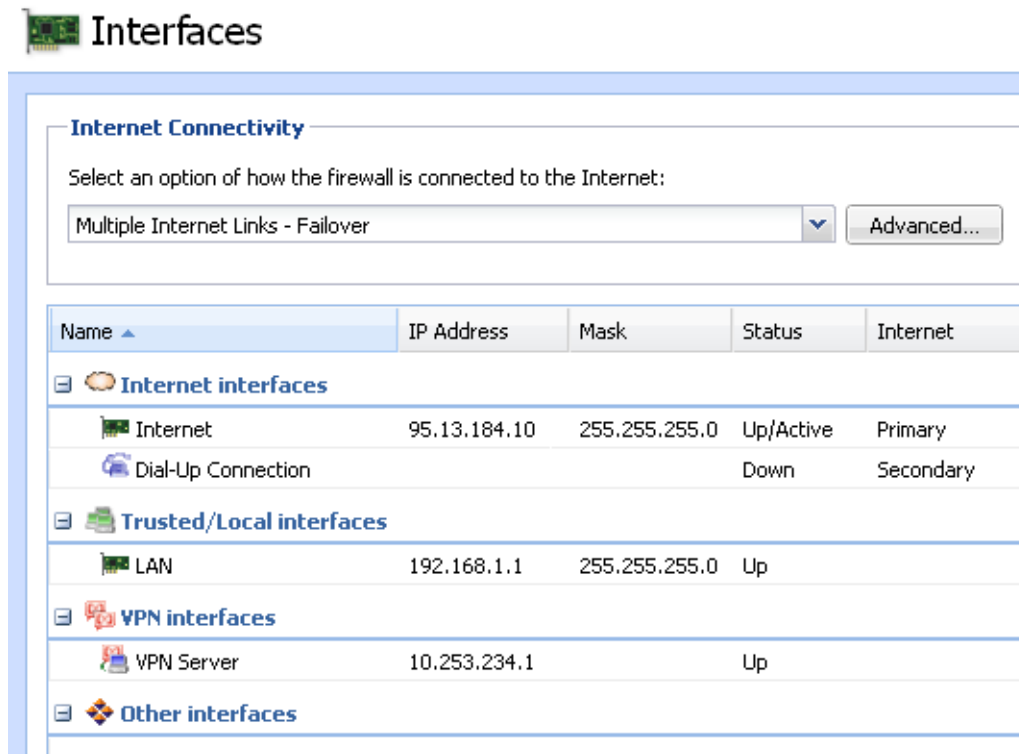 Interfaces
Internet Connectivity
Select an option of how the firewall is connected to the Internet:
Multiple Internet Links - Failover Advanced...
Name IP Address Mask Status Internet
Internet interfaces
Internet 95.13.184.10 255.255.255.0 Up/Active Primary
Dial-Up Connection Down Secondary
Trusted/Local interfaces
LAN 192.168.1.1 255.255.255.0 Up
VPN interfaces
VPN Server 10.253.234.1 Up
Other interfaces